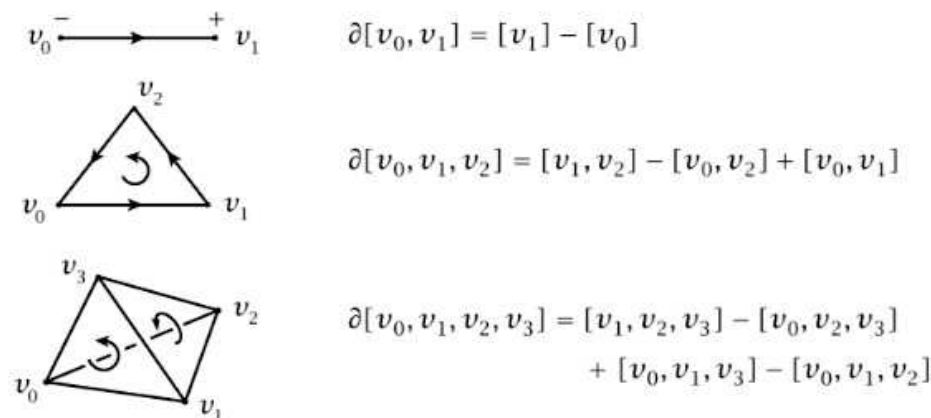 − +
v₀ v₁ ∂[v₀, v₁] = [v₁] − [v₀]
v₂
∂[v₀, v₁, v₂] = [v₁, v₂] − [v₀, v₂] + [v₀, v₁]
v₀ v₁
v₃
v₂
∂[v₀, v₁, v₂, v₃] = [v₁, v₂, v₃] − [v₀, v₂, v₃]
+ [v₀, v₁, v₃] − [v₀, v₁, v₂]
v₀
v₁